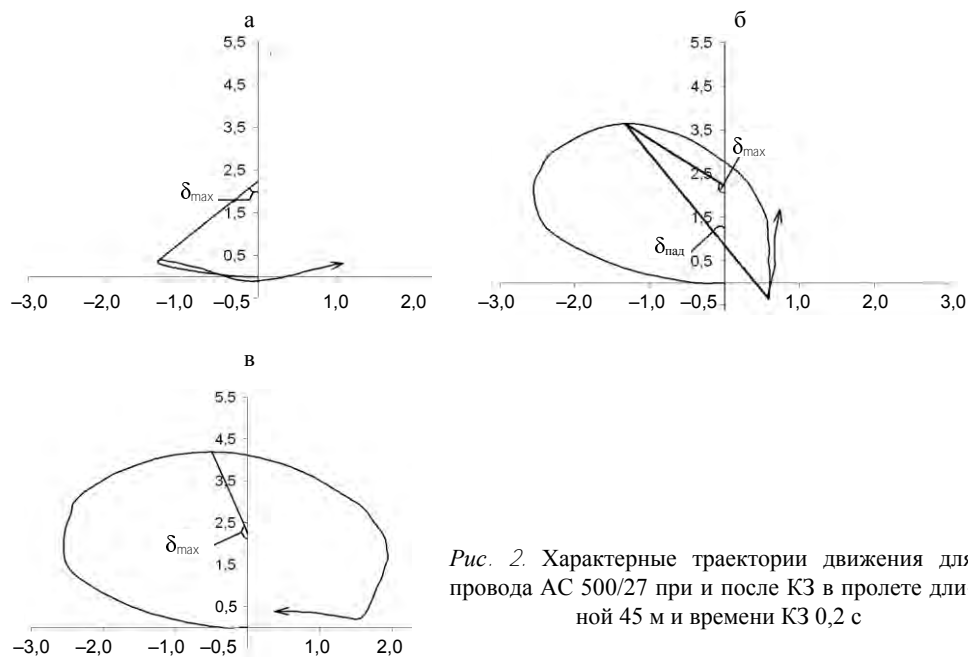 а
5,5
4,5
3,5
2,5
δmax
1,5
0,5
–3,0 –2,0 –1,0 –0,5 1,0 2,0
б
5,5
4,5
3,5
δmax
2,5
1,5
δпад
0,5
–3,0 –2,0 –1,0 –0,5 1,0 2,0 3,0
в
5,5
4,5
3,5
2,5
δmax
1,5
0,5
–3,0 –2,0 –1,0 –0,5 1,0 2,0
Рис. 2. Характерные траектории движения для
провода АС 500/27 при и после КЗ в пролете дли-
ной 45 м и времени КЗ 0,2 с